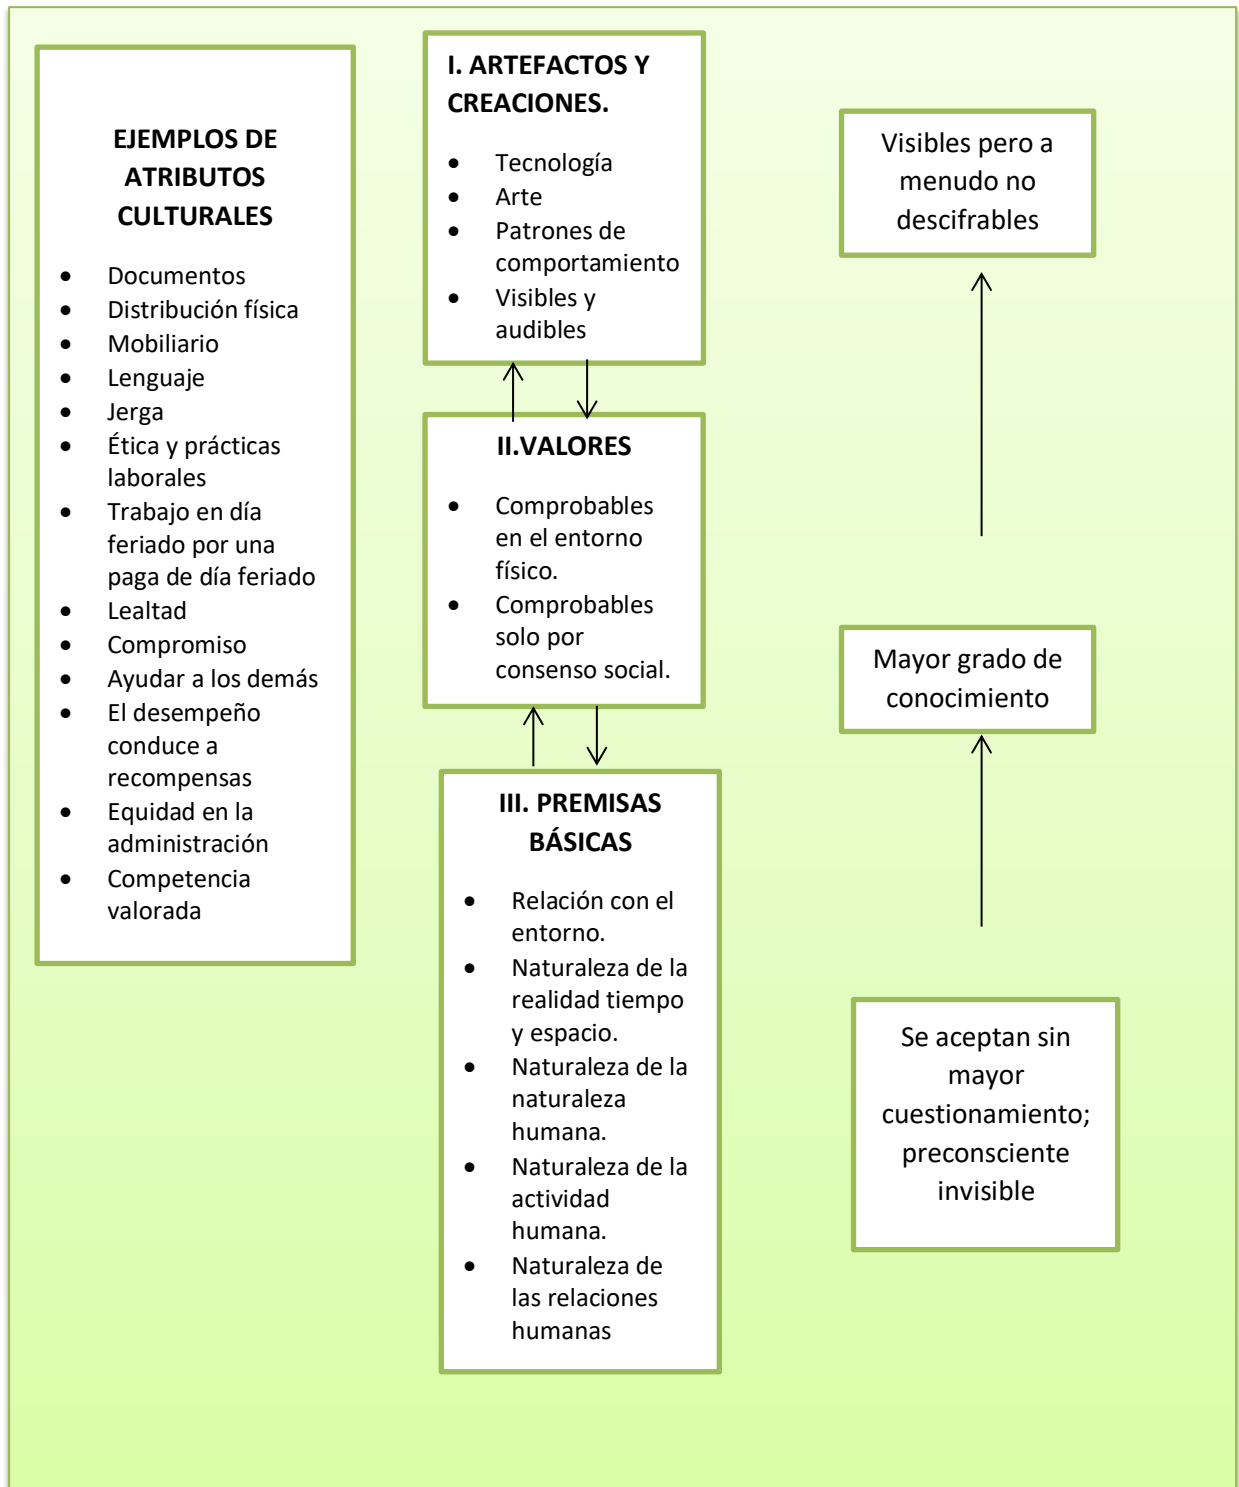 EJEMPLOS DE
ATRIBUTOS
CULTURALES
• Documentos
• Distribución física
• Mobiliario
• Lenguaje
• Jerga
• Ética y prácticas
laborales
• Trabajo en día
feriado por una
paga de día feriado
• Lealtad
• Compromiso
• Ayudar a los demás
• El desempeño
conduce a
recompensas
• Equidad en la
administración
• Competencia
valorada
I. ARTEFACTOS Y
CREACIONES.
• Tecnología
• Arte
• Patrones de
comportamiento
• Visibles y
audibles
II.VALORES
• Comprobables
en el entorno
físico.
• Comprobables
solo por
consenso social.
III. PREMISAS
BÁSICAS
• Relación con el
entorno.
• Naturaleza de la
realidad tiempo
y espacio.
• Naturaleza de la
naturaleza
humana.
• Naturaleza de la
actividad
humana.
• Naturaleza de
las relaciones
humanas
Visibles pero a
menudo no
descifrables
Mayor grado de
conocimiento
Se aceptan sin
mayor
cuestionamiento;
preconsciente
invisible